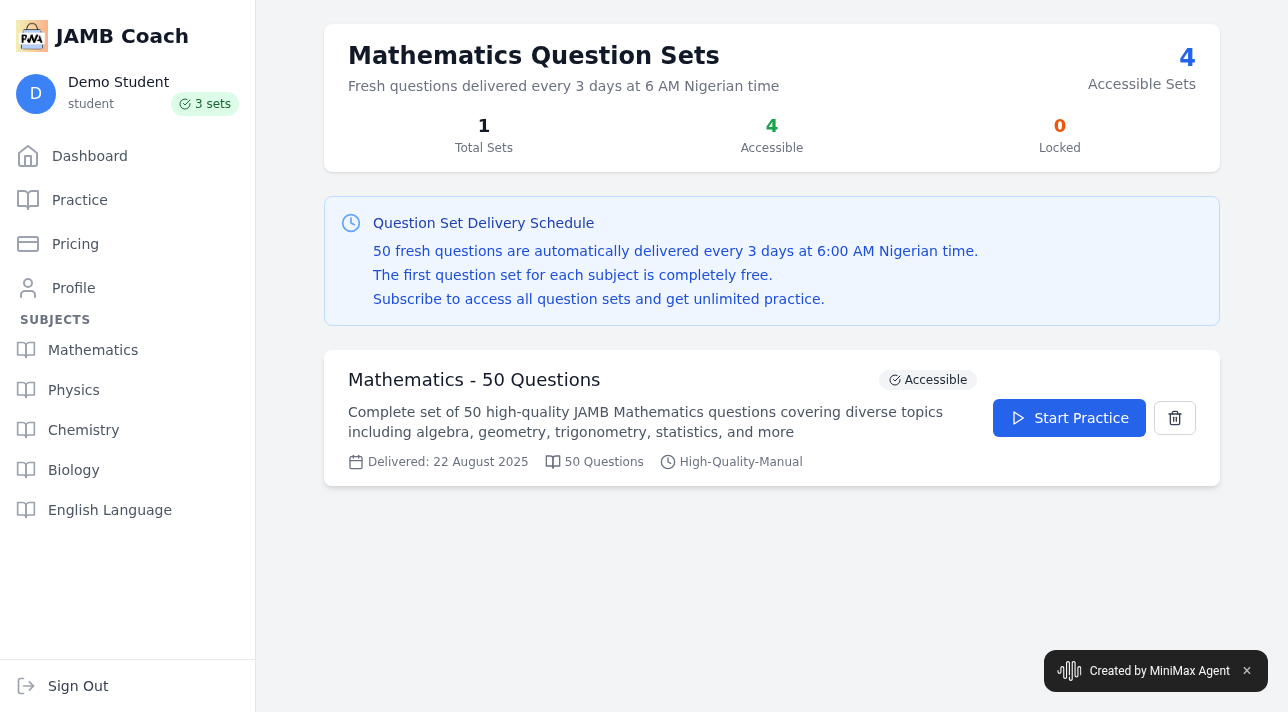 PWA
JAMB Coach
D
Demo Student
student
3 sets
Dashboard
Practice
Pricing
Profile
SUBJECTS
Mathematics
Physics
Chemistry
Biology
English Language
Sign Out
Mathematics Question Sets
Fresh questions delivered every 3 days at 6 AM Nigerian time
4
Accessible Sets
1
Total Sets
4
Accessible
0
Locked
Question Set Delivery Schedule
50 fresh questions are automatically delivered every 3 days at 6:00 AM Nigerian time.
The first question set for each subject is completely free.
Subscribe to access all question sets and get unlimited practice.
Mathematics - 50 Questions
Accessible
Complete set of 50 high-quality JAMB Mathematics questions covering diverse topics
including algebra, geometry, trigonometry, statistics, and more
Delivered: 22 August 2025
50 Questions
High-Quality-Manual
Start Practice
Created by MiniMax Agent